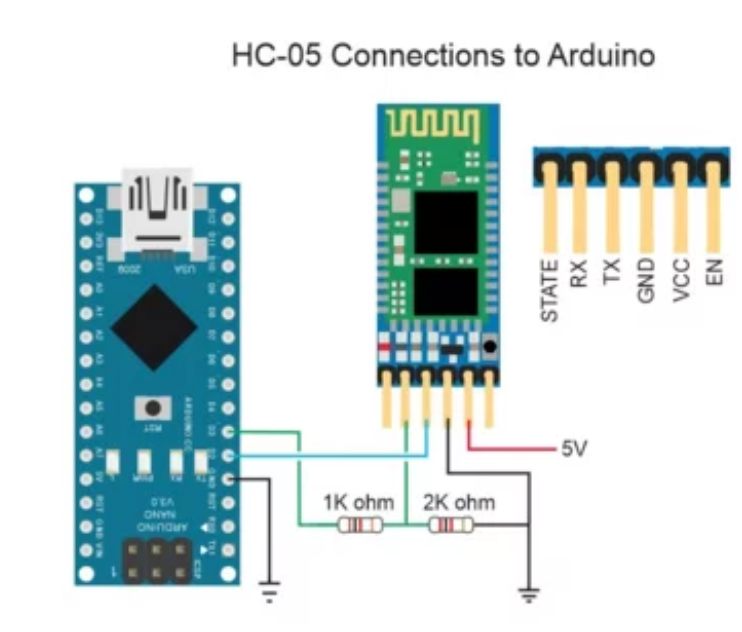 HC-05 Connections to Arduino
STATE
RX
TX
GND
VCC
EN
5V
1K ohm
2K ohm
2009
USA
D12
D11
D10
D9
D8
D7
D6
D5
D4
D3
D2
GND
RST
RX0
TX1
D13
3V3
REF
A0
A1
A2
A3
A4
A5
A6
A7
5V
RST
GND
VIN
RST
ARDUINO.CC
L
PWR
RX
TX
ARDUINO
NANO
V3.0
ICSP
1